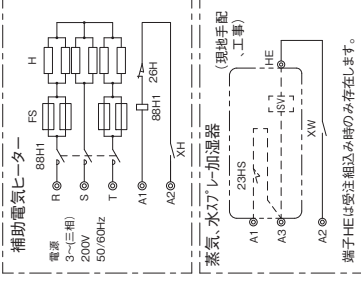 補助電気ヒーター
電源
3～(三相)
200V
50/60Hz
88H1
FS
H
R
S
T
A1
88H1
26H
A2
XH
蒸気、水スプレー加湿器
(現地手配
、工事)
23HS
SV
HE
A1
A3
A2
XW
端子HEは受注組込み時のみ存在します。